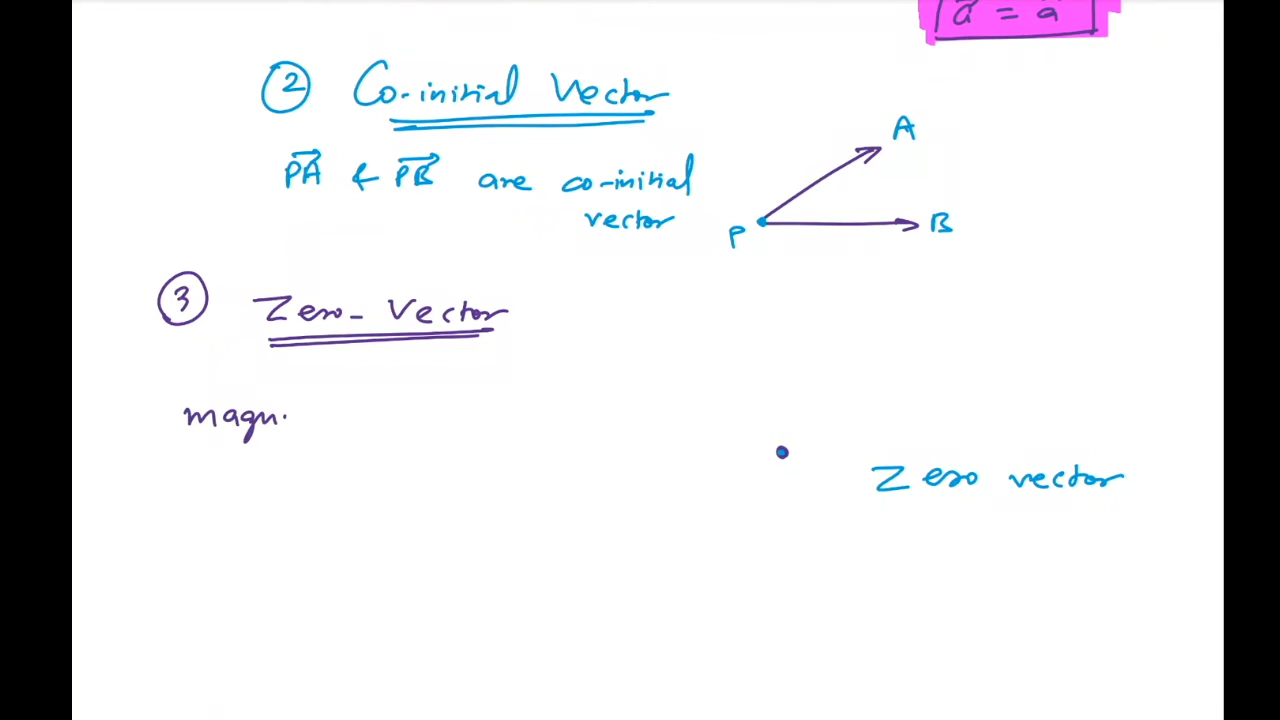 a⃗ = a
② Co-initial Vector
A
PA⃗ & PB⃗ are co-initial
vector
P
B
③ Zero-Vector
magn.
Zero vector